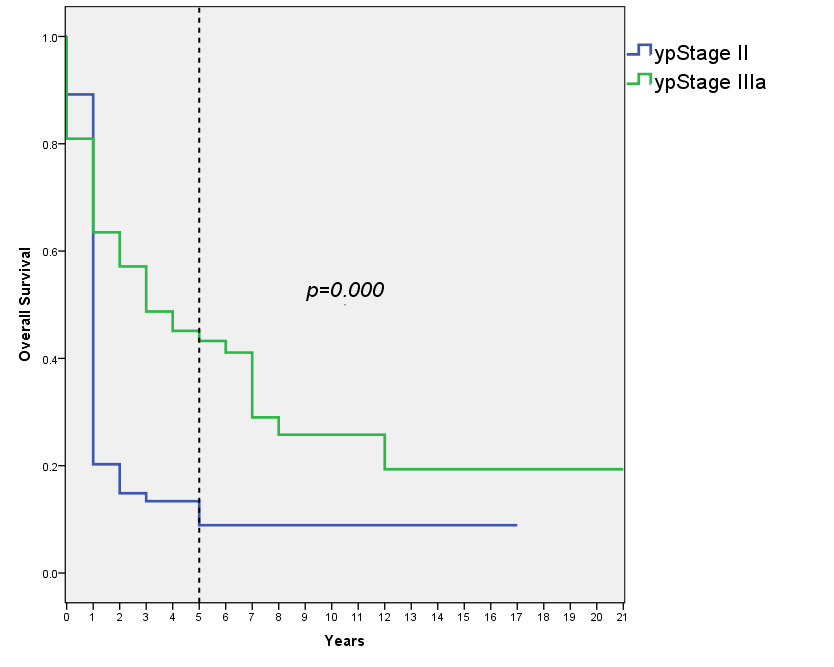 ypStage II
ypStage IIIa
1.0
0.8
0.6
0.4
0.2
0.0
Overall Survival
p=0.000
0 1 2 3 4 5 6 7 8 9 10 11 12 13 14 15 16 17 18 19 20 21
Years